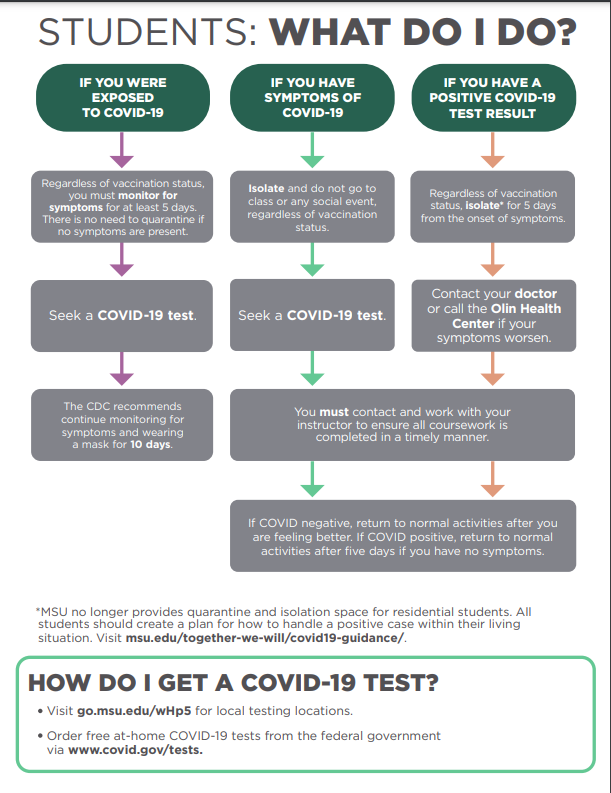 STUDENTS: WHAT DO I DO?
IF YOU WERE
EXPOSED
TO COVID-19
Regardless of vaccination status,
you must monitor for
symptoms for at least 5 days.
There is no need to quarantine if
no symptoms are present.
Seek a COVID-19 test.
The CDC recommends
continue monitoring for
symptoms and wearing
a mask for 10 days.
IF YOU HAVE
SYMPTOMS OF
COVID-19
Isolate and do not go to
class or any social event,
regardless of vaccination
status.
Seek a COVID-19 test.
IF YOU HAVE A
POSITIVE COVID-19
TEST RESULT
Regardless of vaccination
status, isolate* for 5 days
from the onset of symptoms.
Contact your doctor
or call the Olin Health
Center if your
symptoms worsen.
You must contact and work with your
instructor to ensure all coursework is
completed in a timely manner.
If COVID negative, return to normal activities after you
are feeling better. If COVID positive, return to normal
activities after five days if you have no symptoms.
*MSU no longer provides quarantine and isolation space for residential students. All
students should create a plan for how to handle a positive case within their living
situation. Visit msu.edu/together-we-will/covid19-guidance/.
HOW DO I GET A COVID-19 TEST?
• Visit go.msu.edu/wHp5 for local testing locations.
• Order free at-home COVID-19 tests from the federal government
via www.covid.gov/tests.